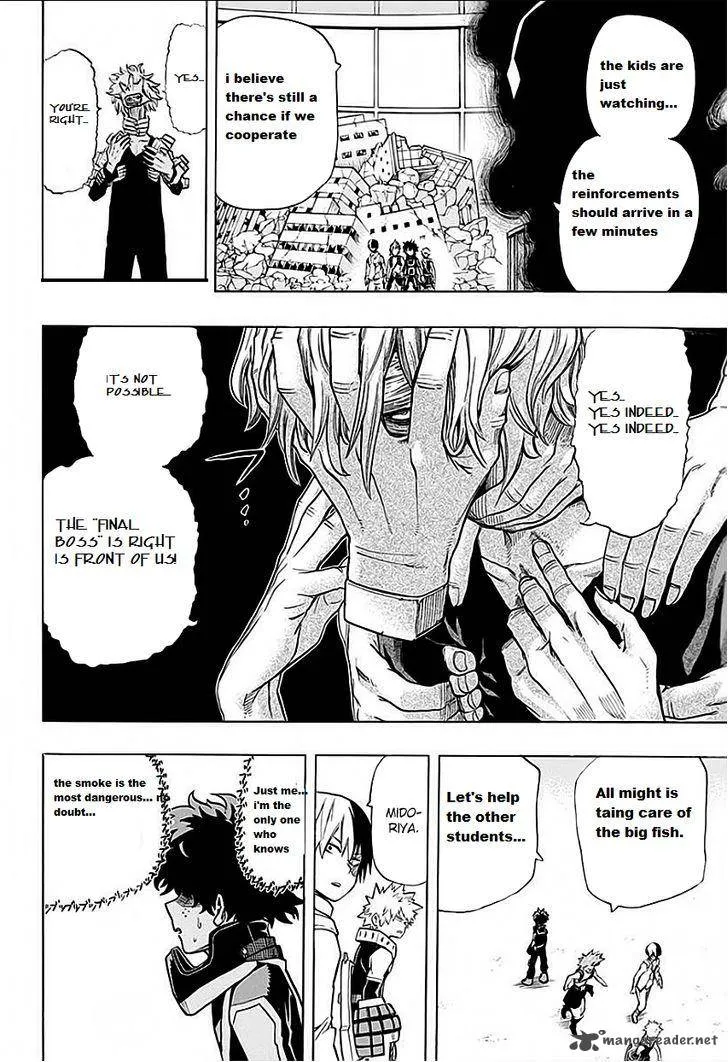 the kids are
just
watching...
the
reinforcements
should arrive in a
few minutes
i believe
there's still a
chance if we
cooperate
YES...
YOU'RE
RIGHT...
YES...
YES INDEED...
YES INDEED...
IT'S NOT
POSSIBLE...
THE "FINAL
BOSS" IS RIGHT
IS FRONT OF US!
All might is
taing care of
the big fish.
Let's help
the other
students...
MIDO-
RIYA.
Just me...
i'm the
only one
who
knows
the smoke is the
most dangerous... no
doubt...
mangareader.net